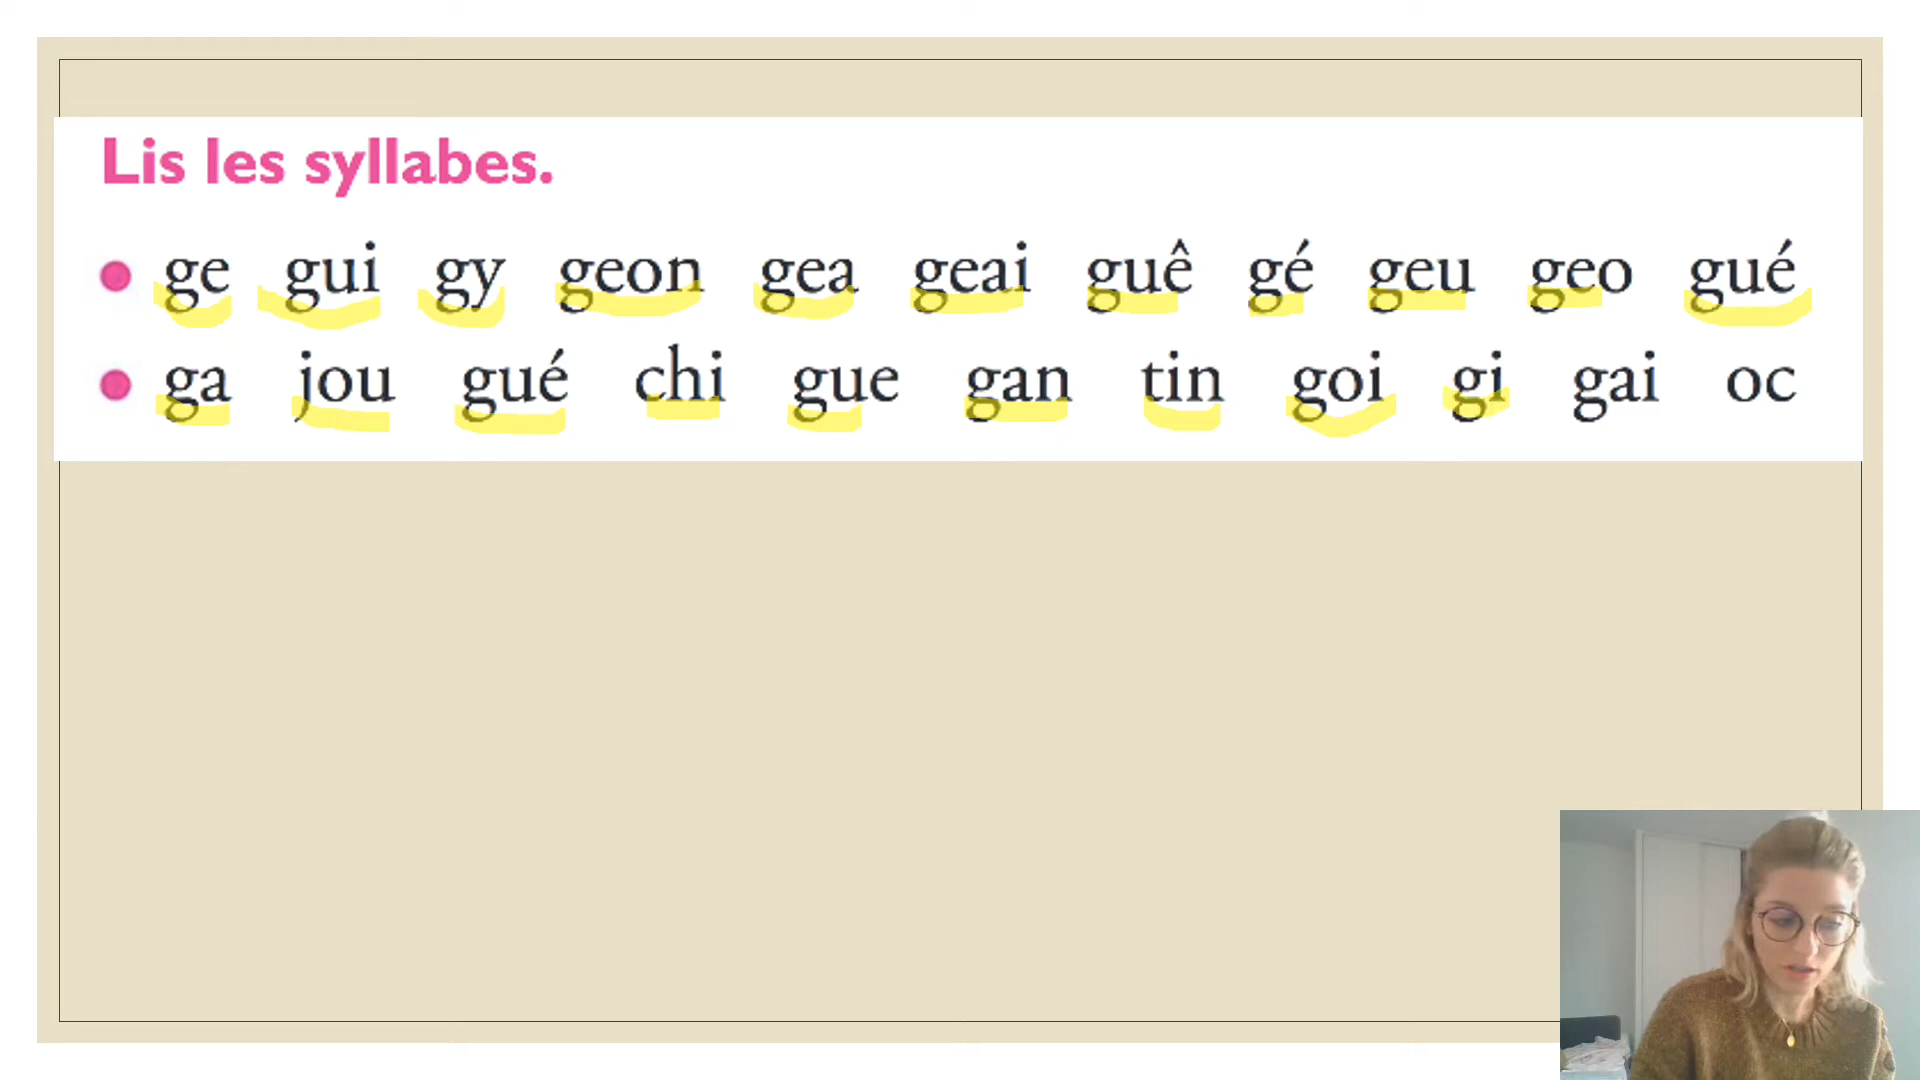 Lis les syllabes.
ge gui gy geon gea geai guê gé geu geo gué
ga jou gué chi gue gan tin goi gi gai oc